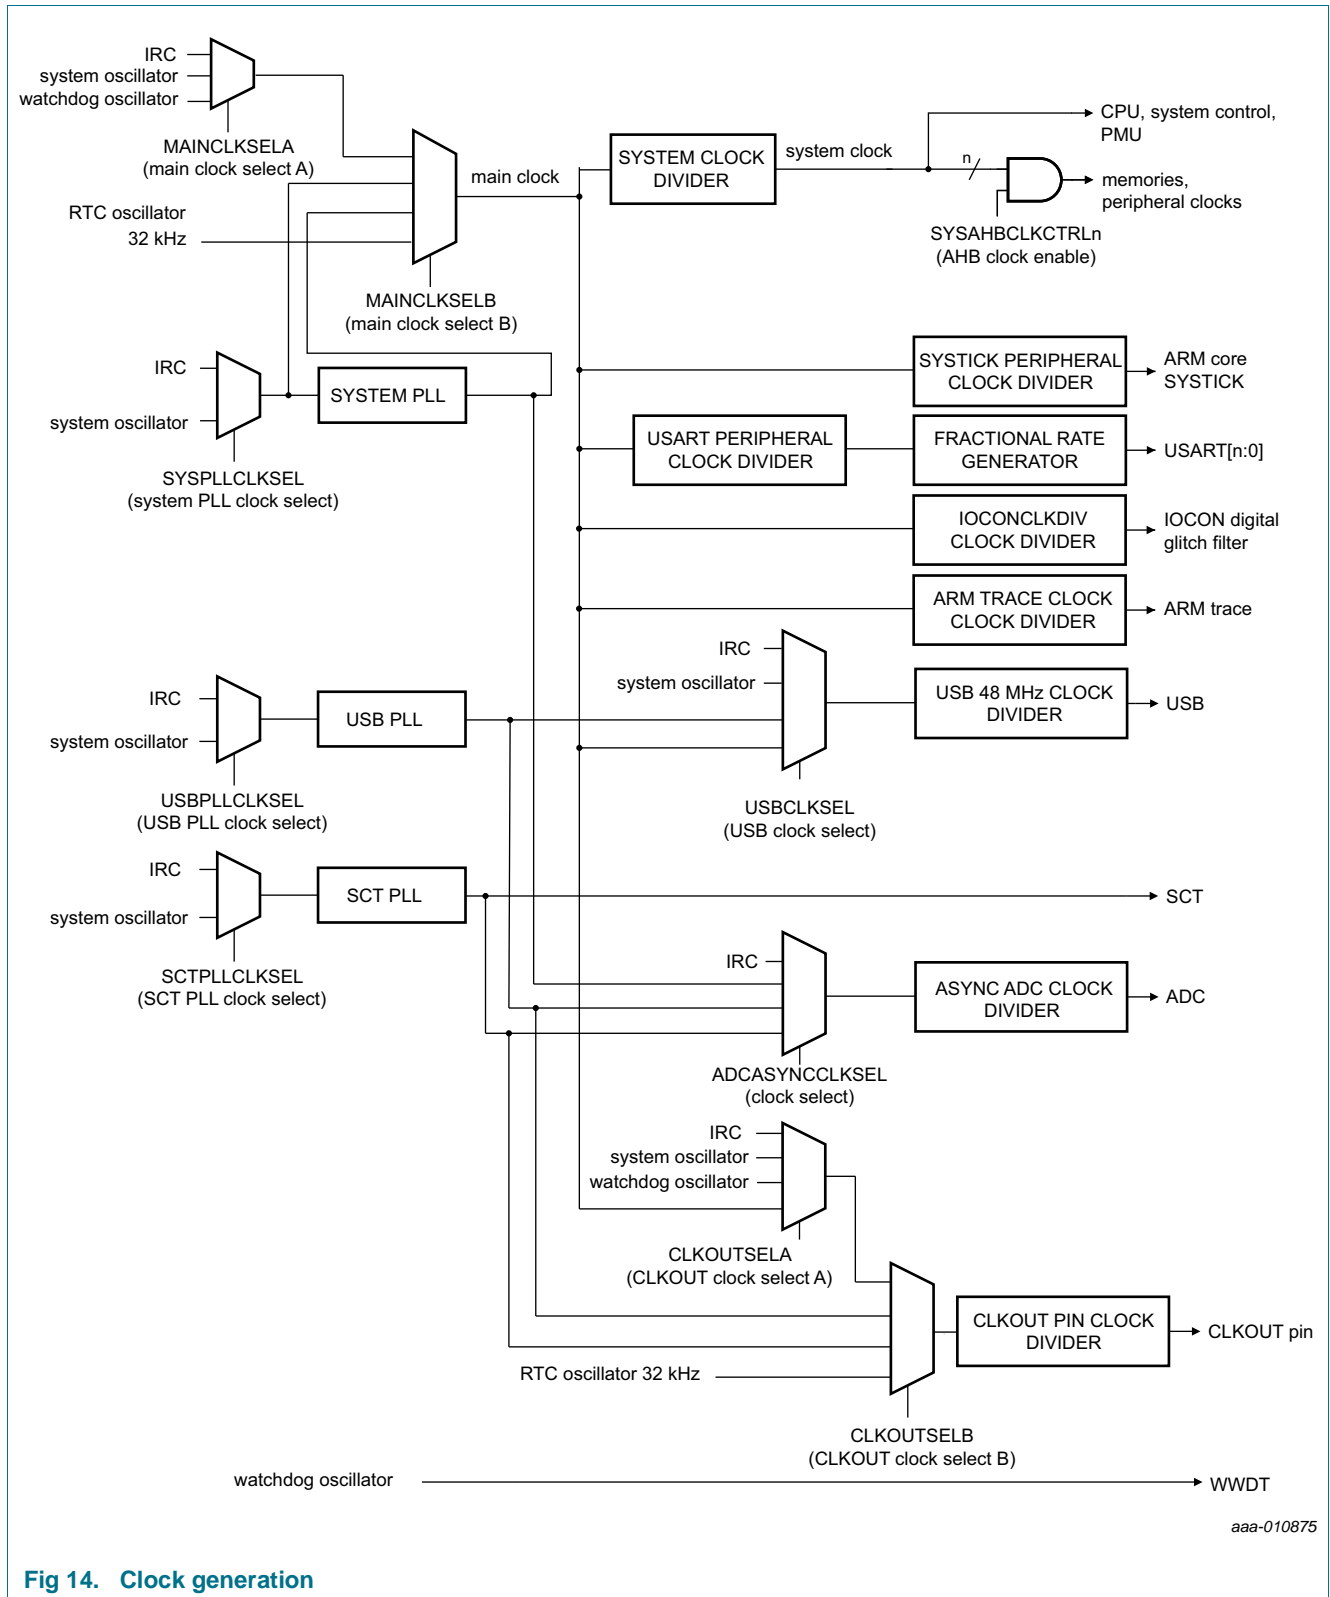 IRC
system oscillator
watchdog oscillator
MAINCLKSELA
(main clock select A)
RTC oscillator
32 kHz
MAINCLKSELB
(main clock select B)
main clock
SYSTEM CLOCK
DIVIDER
system clock
CPU, system control,
PMU
n
memories,
peripheral clocks
SYSAHBCLKCTRLn
(AHB clock enable)
IRC
system oscillator
SYSPLLCLKSEL
(system PLL clock select)
SYSTEM PLL
SYSTICK PERIPHERAL
CLOCK DIVIDER
ARM core
SYSTICK
USART PERIPHERAL
CLOCK DIVIDER
FRACTIONAL RATE
GENERATOR
USART[n:0]
IOCONCLKDIV
CLOCK DIVIDER
IOCON digital
glitch filter
ARM TRACE CLOCK
CLOCK DIVIDER
ARM trace
IRC
system oscillator
USBPLLCLKSEL
(USB PLL clock select)
USB PLL
IRC
system oscillator
USBCLKSEL
(USB clock select)
USB 48 MHz CLOCK
DIVIDER
USB
IRC
system oscillator
SCTPLLCLKSEL
(SCT PLL clock select)
SCT PLL
SCT
IRC
ADCASYNCCLKSEL
(clock select)
ASYNC ADC CLOCK
DIVIDER
ADC
IRC
system oscillator
watchdog oscillator
CLKOUTSELA
(CLKOUT clock select A)
RTC oscillator 32 kHz
CLKOUTSELB
(CLKOUT clock select B)
CLKOUT PIN CLOCK
DIVIDER
CLKOUT pin
watchdog oscillator
WWDT
aaa-010875
Fig 14. Clock generation